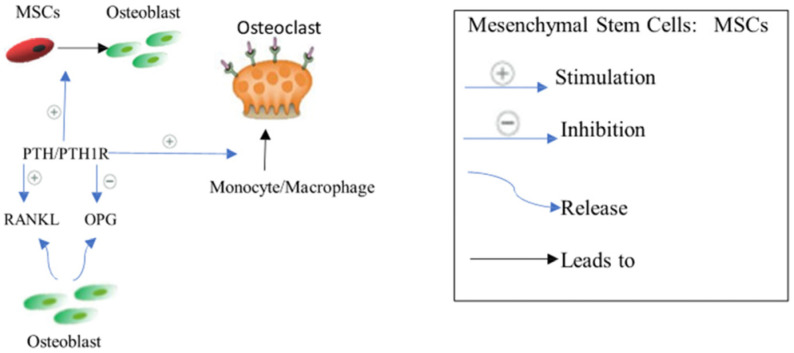 MSCs
Osteoblast
Osteoclast
PTH/PTH1R
Monocyte/Macrophage
RANKL
OPG
Osteoblast
Mesenchymal Stem Cells: MSCs
Stimulation
Inhibition
Release
Leads to